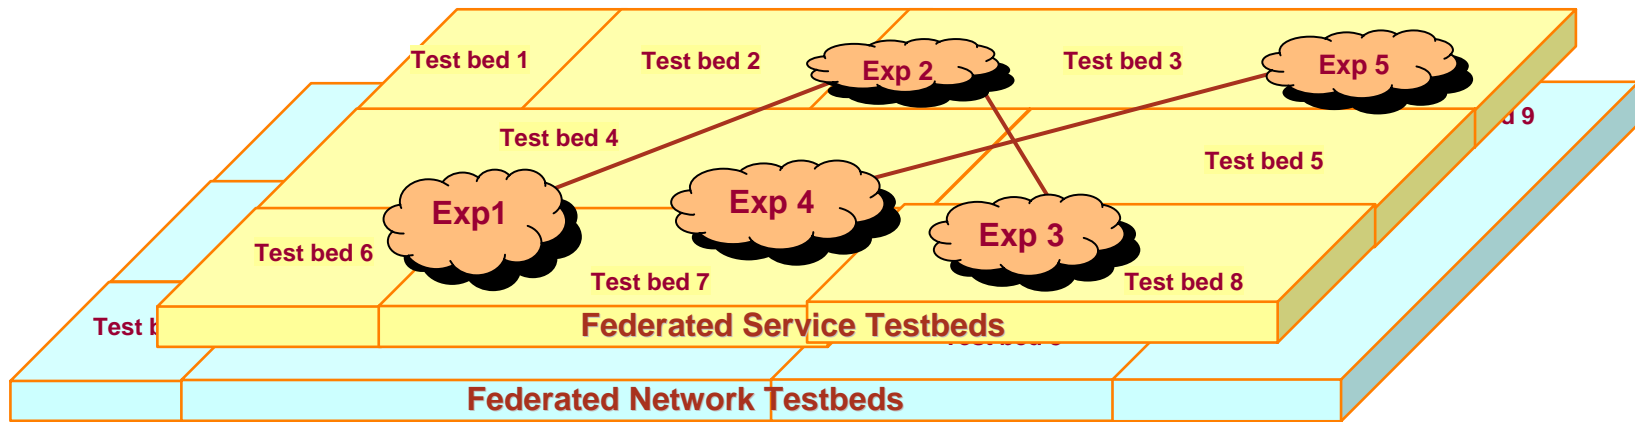 Test bed 1
Test bed 2
Exp 2
Test bed 3
Exp 5
d 9
Test bed 4
Test bed 5
Exp1
Exp 4
Exp 3
Test bed 6
Test bed 7
Test bed 8
Test
Federated Service Testbeds
Federated Network Testbeds